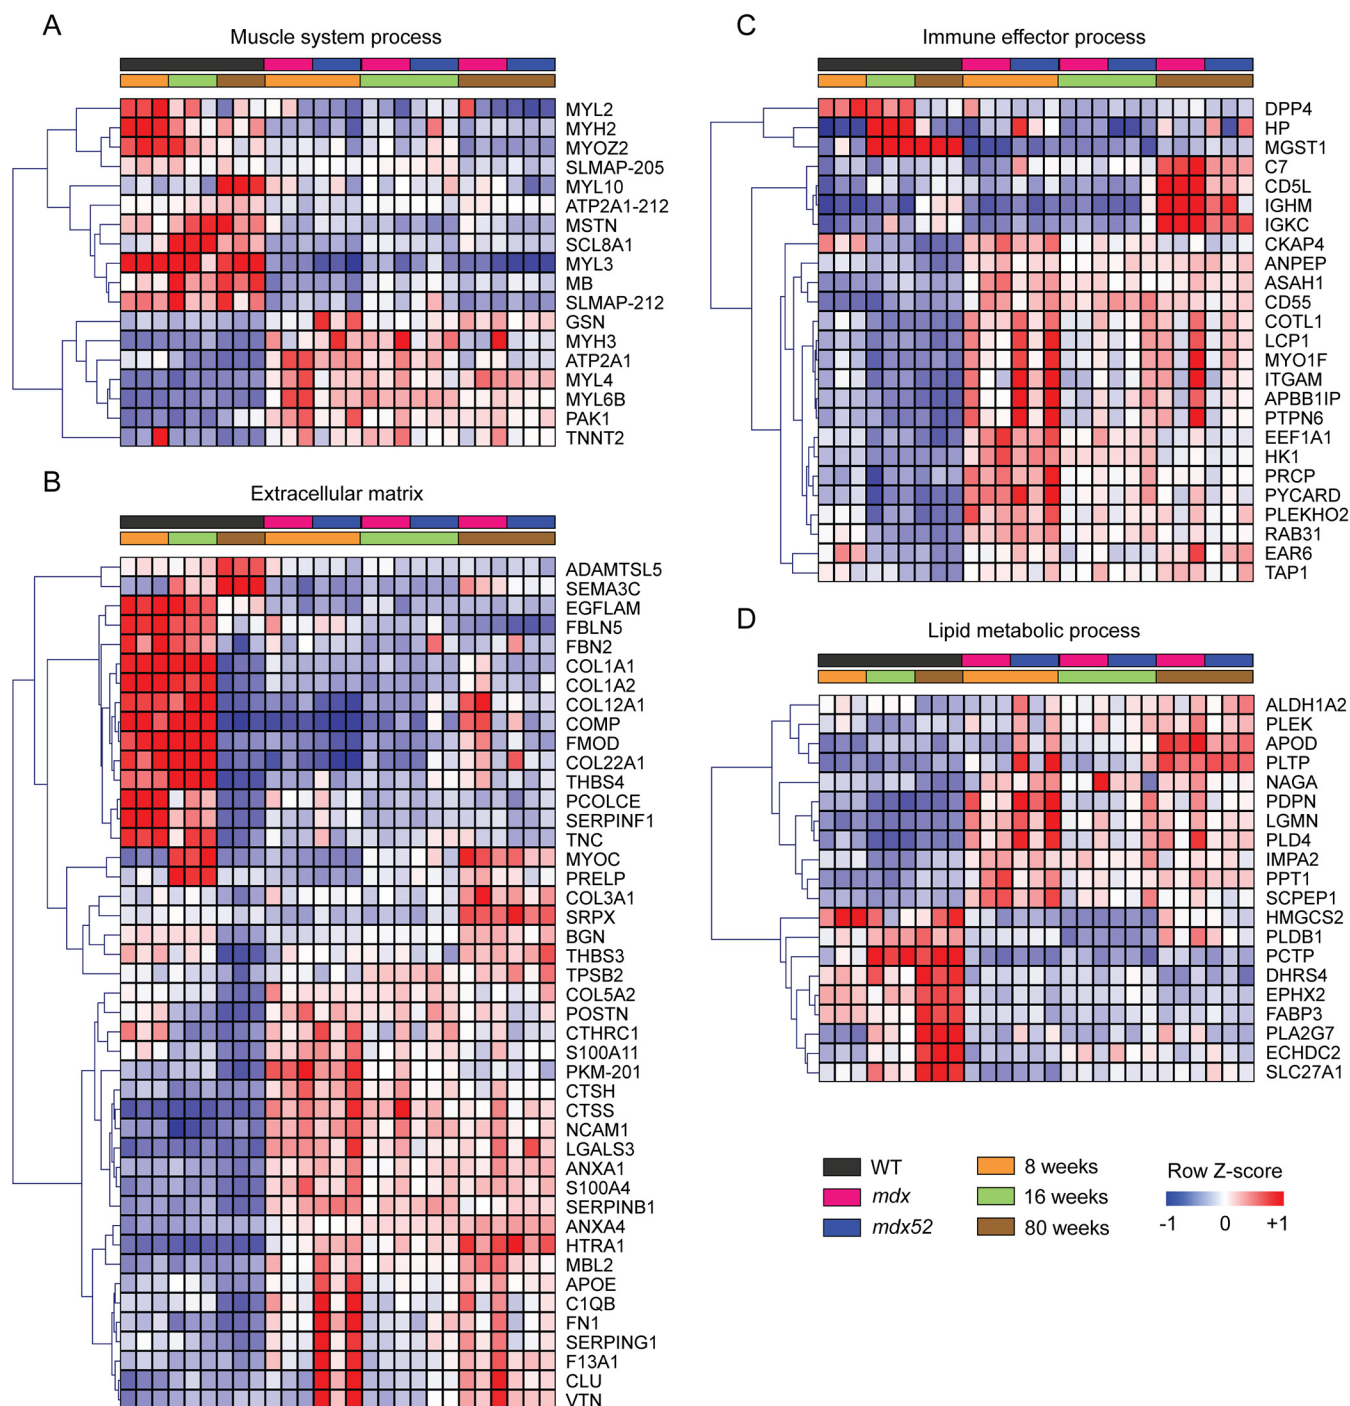 A
Muscle system process
MYL2
MYH2
MYOZ2
SLMAP-205
MYL10
ATP2A1-212
MSTN
SCL8A1
MYL3
MB
SLMAP-212
GSN
MYH3
ATP2A1
MYL4
MYL6B
PAK1
TNNT2
B
Extracellular matrix
ADAMTSL5
SEMA3C
EGFLAM
FBLN5
FBN2
COL1A1
COL1A2
COL12A1
COMP
FMOD
COL22A1
THBS4
PCOLCE
SERPINF1
TNC
MYOC
PRELP
COL3A1
SRPX
BGN
THBS3
TPSB2
COL5A2
POSTN
CTHRC1
S100A11
PKM-201
CTSH
CTSS
NCAM1
LGALS3
ANXA1
S100A4
SERPINB1
ANXA4
HTRA1
MBL2
APOE
C1QB
FN1
SERPING1
F13A1
CLU
VTN
C
Immune effector process
DPP4
HP
MGST1
C7
CD5L
IGHM
IGKC
CKAP4
ANPEP
ASAH1
CD55
COTL1
LCP1
MYO1F
ITGAM
APBB1IP
PTPN6
EEF1A1
HK1
PRCP
PYCARD
PLEKHO2
RAB31
EAR6
TAP1
D
Lipid metabolic process
ALDH1A2
PLEK
APOD
PLTP
NAGA
PDPN
LGMN
PLD4
IMPA2
PPT1
SCPEP1
HMGCS2
PLDB1
PCTP
DHRS4
EPHX2
FABP3
PLA2G7
ECHDC2
SLC27A1
WT
mdx
mdx52
8 weeks
16 weeks
80 weeks
Row Z-score
-1 0 +1